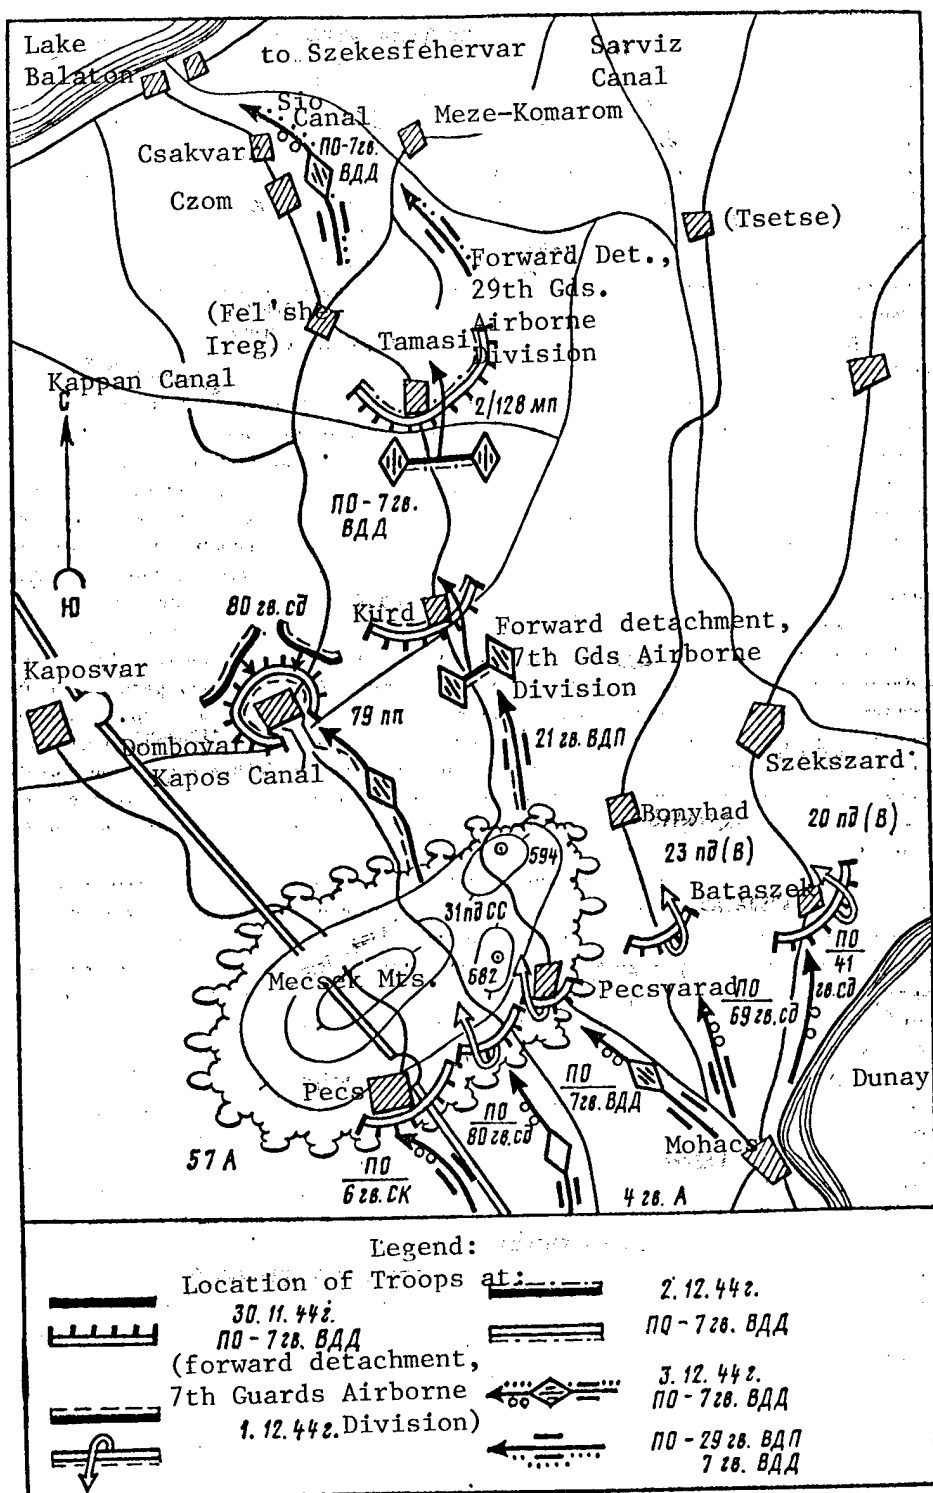 Lake
Balaton
to Szekesfehervar
Sarviz
Canal
Sio
Canal
Meze-Komarom
ПО-7гв.
ВДД
Csakvar
Czom
(Tsetse)
Forward Det.,
29th Gds.
Airborne
Division
(Fel'sher
Ireg)
Tamasi
Kappan Canal
С
2/128 мп
ПО-7гв.
ВДД
Ю
80 гв. сд
Kurd
Forward detachment,
7th Gds Airborne
Division
Kaposvar
79 пп
21 гв. ВДП
Dombovar
Kapos Canal
Szekszard
Bonyhad
20 пд (в)
594
23 пд (в)
31 пд СС
Bataszek
ПО
41
гв. сд
Mecsek Mts.
682
Pecsvarad
ПО
69 гв. сд
ПО
7гв. ВДД
Dunay
Pecs
ПО
80 гв. сд
Mohacs
57 А
ПО
6 гв. СК
4 гв. А
Legend:
Location of Troops at:
30.11.44г.
ПО-7гв. ВДД
(forward detachment,
7th Guards Airborne
Division)
1.12.44г.
2.12.44г.
ПО-7гв. ВДД
3.12.44г.
ПО-7гв. ВДД
ПО-29гв. ВДП
7 гв. ВДД